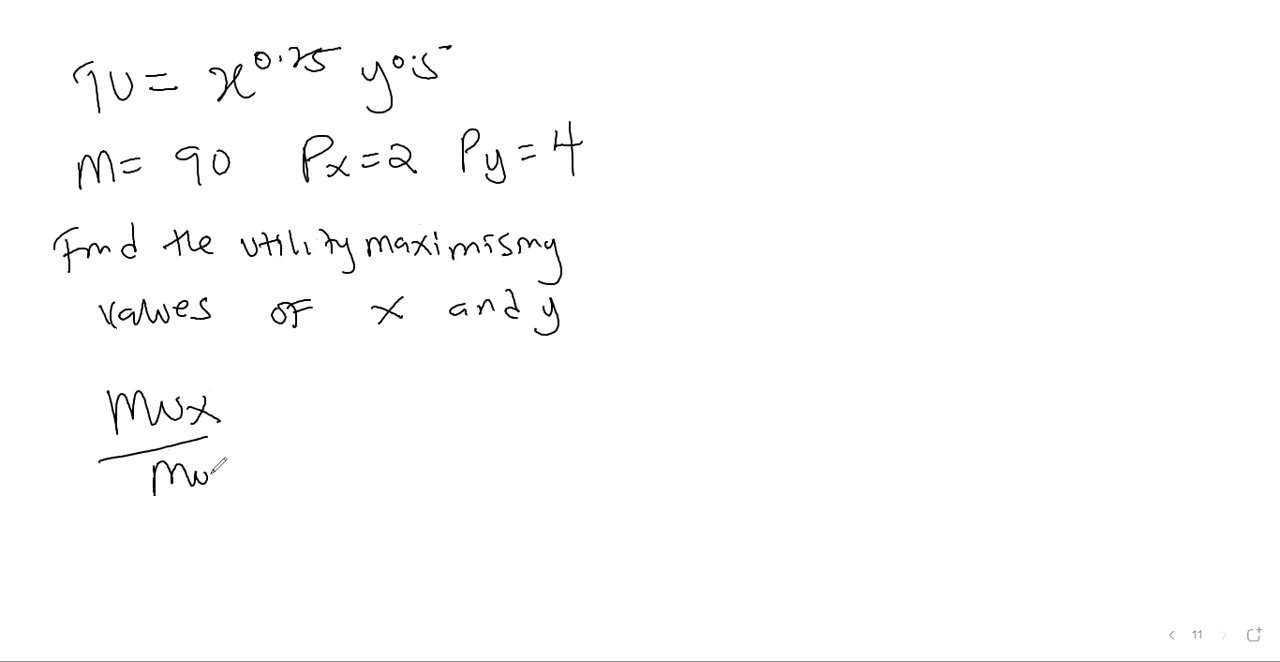 TU = x^0.25 y^0.5
M = 90 Px = 2 Py = 4
Find the utility maximising
values of x and y
MUx
MU
11